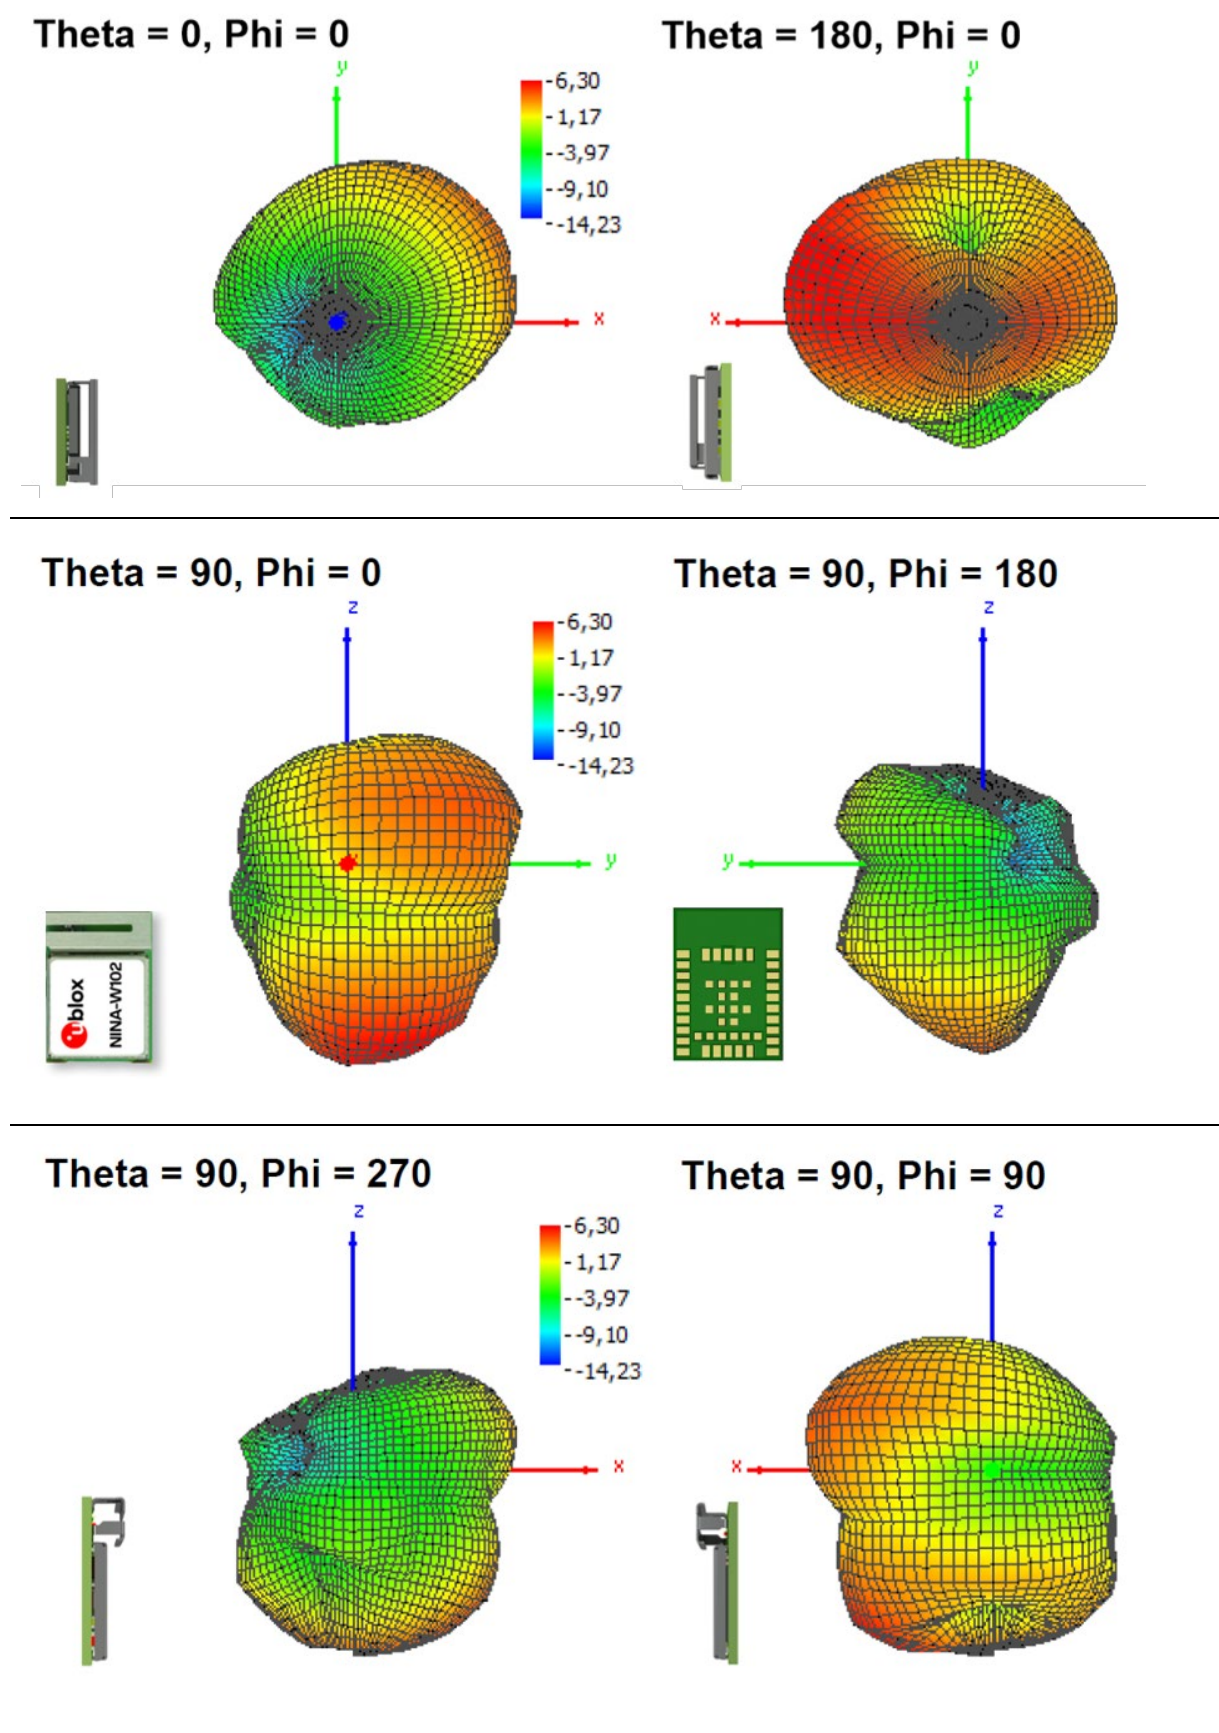 Theta = 0, Phi = 0
Theta = 180, Phi = 0
y
-6,30
-1,17
--3,97
--9,10
--14,23
x
y
x
Theta = 90, Phi = 0
Theta = 90, Phi = 180
z
-6,30
-1,17
--3,97
--9,10
--14,23
y
z
y
ublox
NINA-W102
Theta = 90, Phi = 270
Theta = 90, Phi = 90
z
-6,30
-1,17
--3,97
--9,10
--14,23
x
z
x